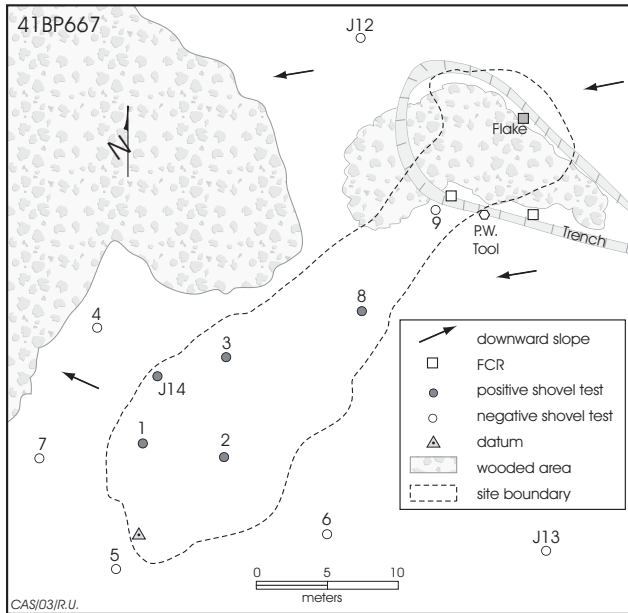 41BP667
J12
N
Flake
9
P.W.
Tool
Trench
8
4
3
J14
1
2
7
6
5
J13
downward slope
FCR
positive shovel test
negative shovel test
datum
wooded area
site boundary
0 5 10
meters
CAS/03/R.U.